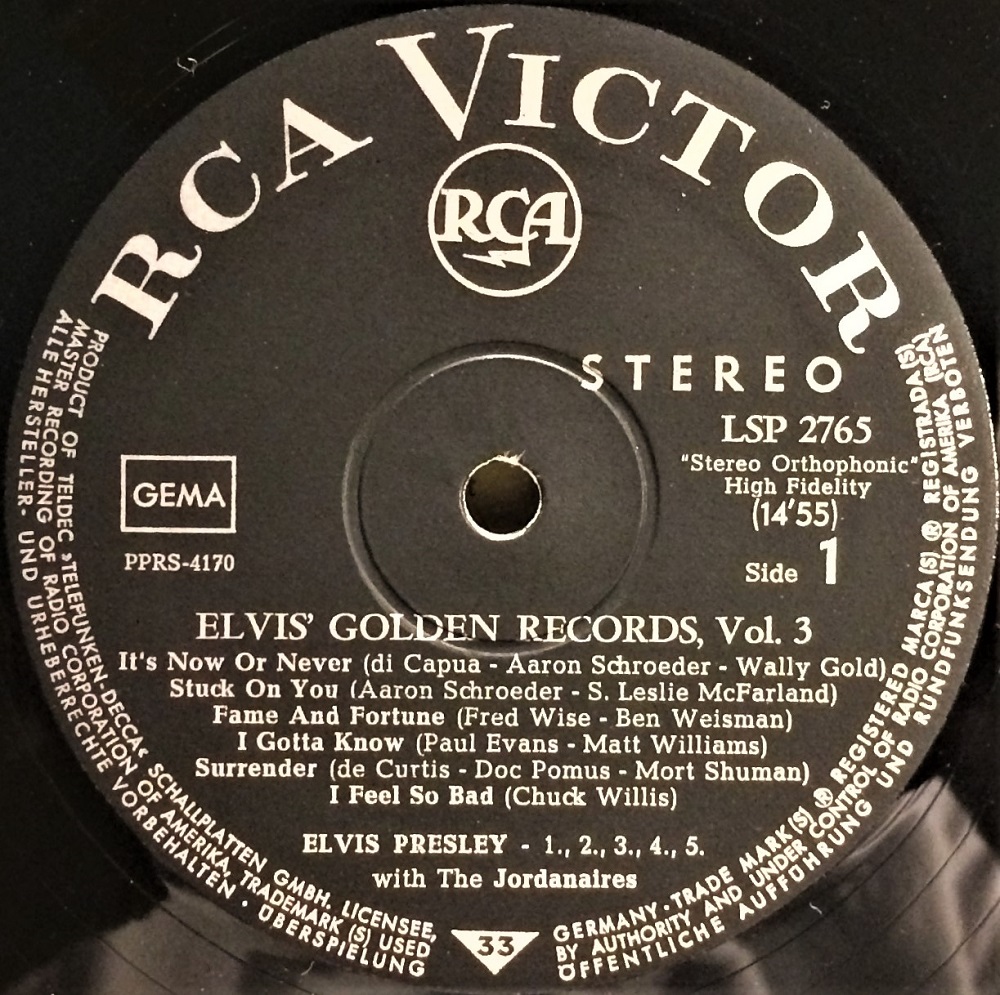 RCA VICTOR
RCA
STEREO
LSP 2765
"Stereo Orthophonic"
High Fidelity
(14'55)
Side 1
GEMA
PPRS-4170
ELVIS' GOLDEN RECORDS, Vol. 3
It's Now Or Never (di Capua - Aaron Schroeder - Wally Gold)
Stuck On You (Aaron Schroeder - S. Leslie McFarland)
Fame And Fortune (Fred Wise - Ben Weisman)
I Gotta Know (Paul Evans - Matt Williams)
Surrender (de Curtis - Doc Pomus - Mort Shuman)
I Feel So Bad (Chuck Willis)
ELVIS PRESLEY - 1., 2., 3., 4., 5.
with The Jordanaires
33
PRODUCT OF TELDEC »TELEFUNKEN-DECCA« SCHALLPLATTEN GMBH. LICENSEE, GERMANY · TRADE MARK(S) ® REGISTERED MARCA(S) ® REGISTRADA(S).
MASTER RECORDING OF RADIO CORPORATION OF AMERIKA, TRADEMARK (S) USED BY AUTHORITY AND UNDER CONTROL OF RADIO CORPORATION OF AMERIKA (RCA)
ALLE HERSTELLER- UND URHEBERRECHTE VORBEHALTEN · ÜBERSPIELUNG ÖFFENTLICHE AUFFÜHRUNG UND RUNDFUNKSENDUNG VERBOTEN